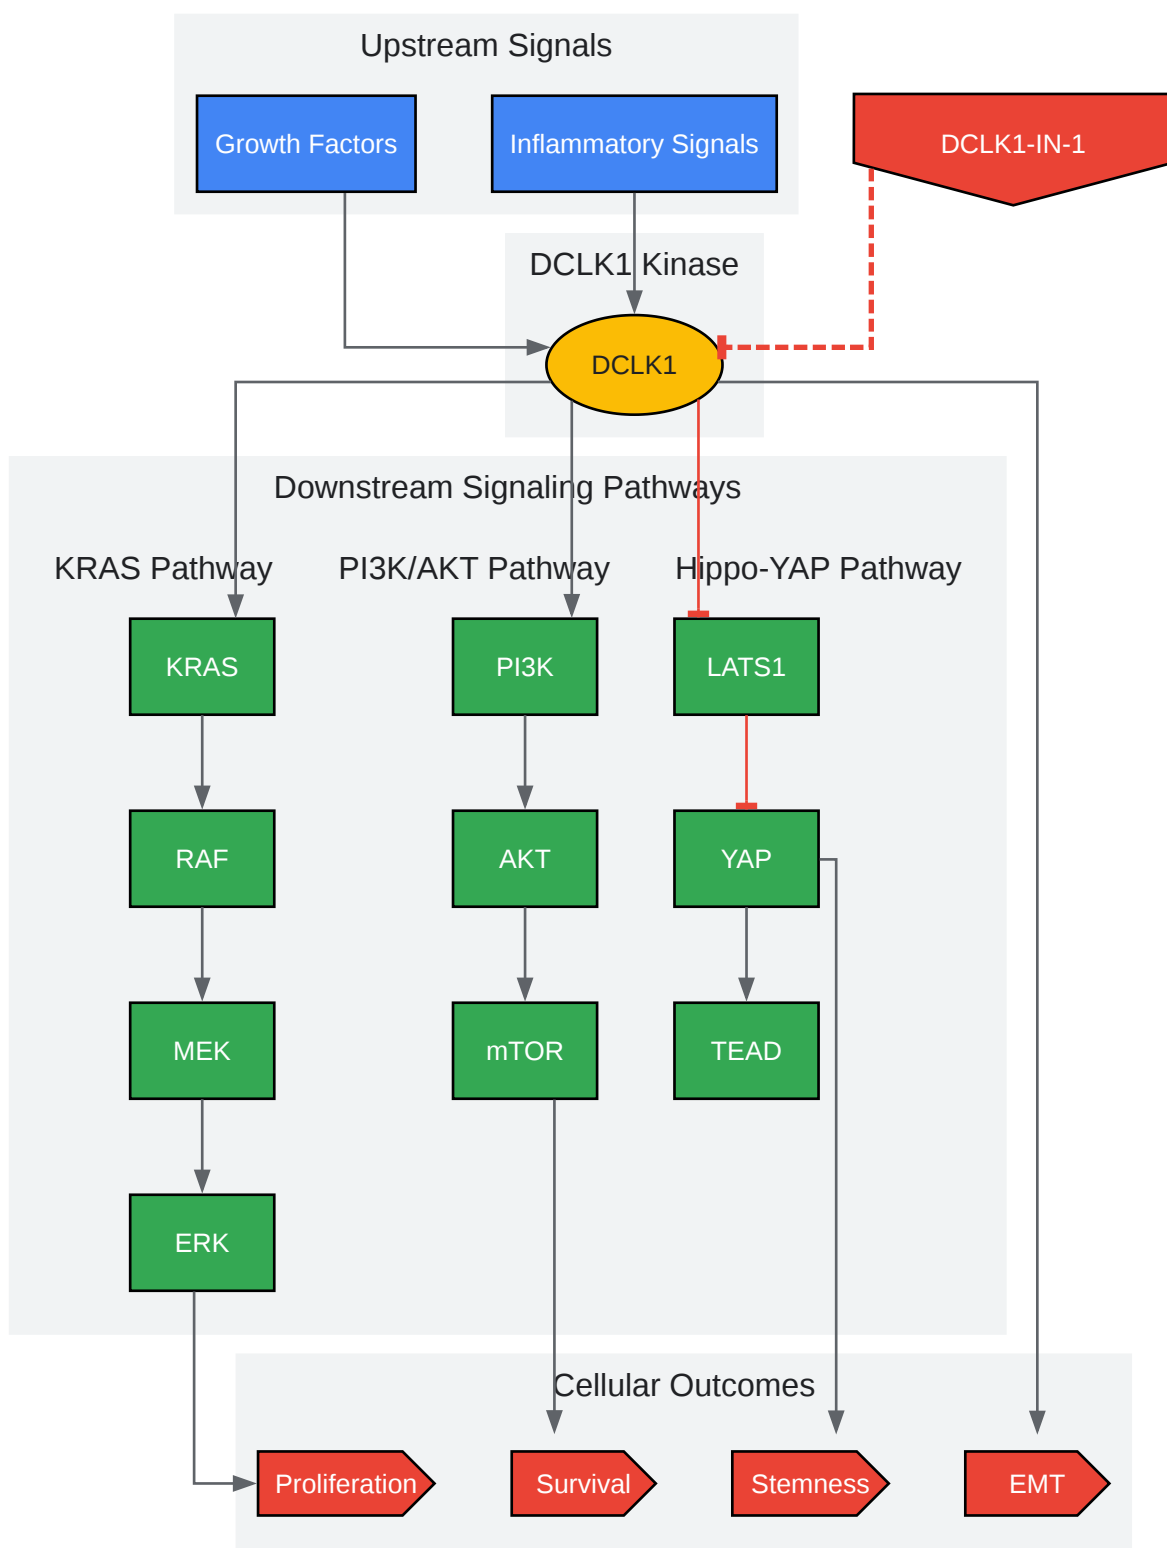 Upstream Signals
Growth Factors
Inflammatory Signals
DCLK1-IN-1
DCLK1 Kinase
DCLK1
Downstream Signaling Pathways
KRAS Pathway
PI3K/AKT Pathway
Hippo-YAP Pathway
KRAS
PI3K
LATS1
RAF
AKT
YAP
MEK
mTOR
TEAD
ERK
Cellular Outcomes
Proliferation
Survival
Stemness
EMT